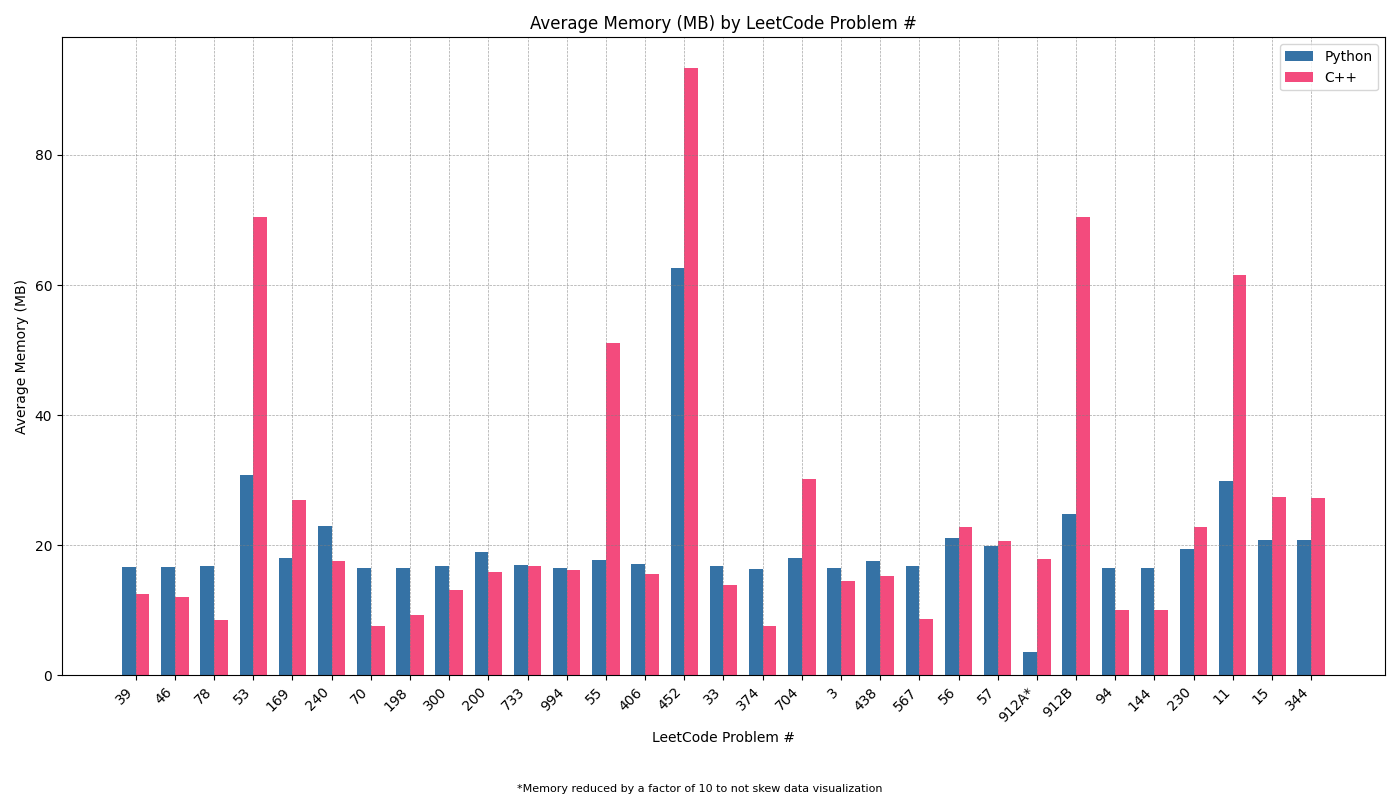 Average Memory (MB) by LeetCode Problem #
Python
C++
Average Memory (MB)
80
60
40
20
0
39 46 78 53 169 240 70 198 300 200 733 994 55 406 452 33 374 704 3 438 567 56 57 912A* 912B 94 144 230 11 15 344
LeetCode Problem #
*Memory reduced by a factor of 10 to not skew data visualization